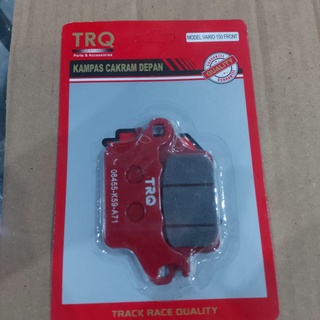 TRQ
Parts & Accessories
MODEL VARIO 150 FRONT
KAMPAS CAKRAM DEPAN
QUALITY
TRQ
06455-K59-A71
TRACK RACE QUALITY